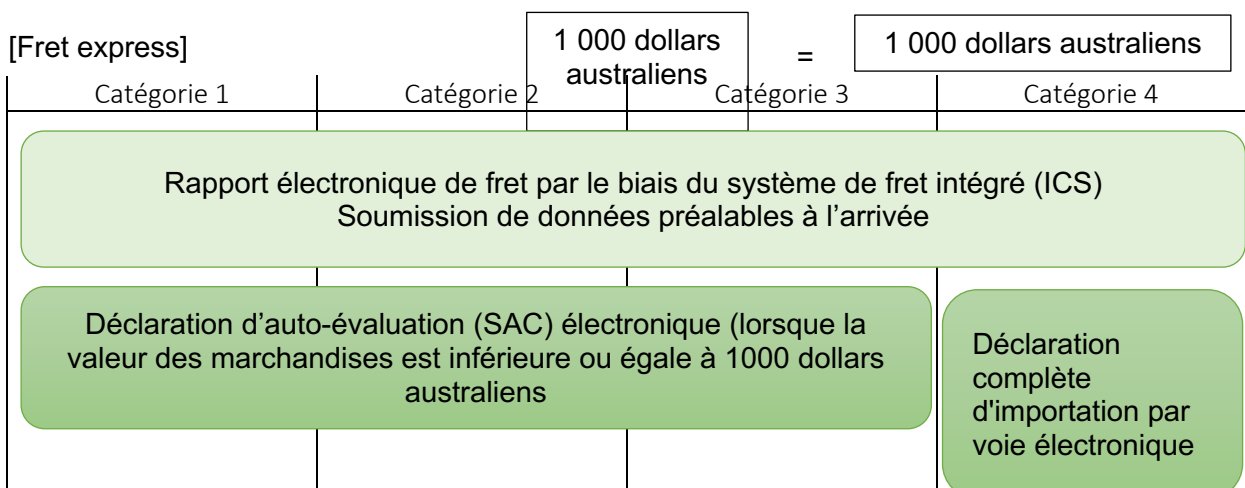 [Fret express]
1 000 dollars
australiens
=
1 000 dollars australiens
Catégorie 1
Catégorie 2
Catégorie 3
Catégorie 4
Rapport électronique de fret par le biais du système de fret intégré (ICS)
Soumission de données préalables à l’arrivée
Déclaration d’auto-évaluation (SAC) électronique (lorsque la
valeur des marchandises est inférieure ou égale à 1000 dollars
australiens
Déclaration
complète
d'importation par
voie électronique